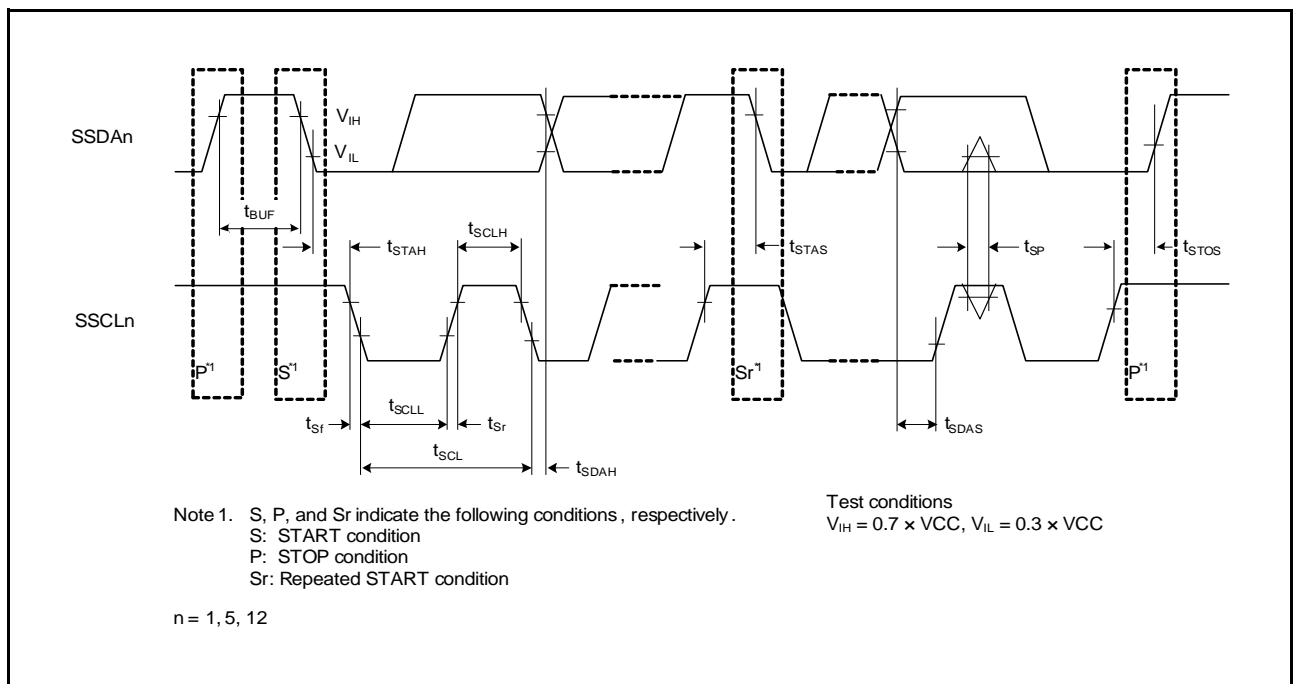 SSDAn
VIH
VIL
tBUF
tSTAH
tSCLH
tSTAS
tSP
tSTOS
SSCLn
P*1
S*1
Sr*1
P*1
tSf
tSCLL
tSr
tSDAS
tSCL
tSDAH
Note 1. S, P, and Sr indicate the following conditions, respectively.
S: START condition
P: STOP condition
Sr: Repeated START condition
Test conditions
VIH = 0.7 × VCC, VIL = 0.3 × VCC
n = 1, 5, 12